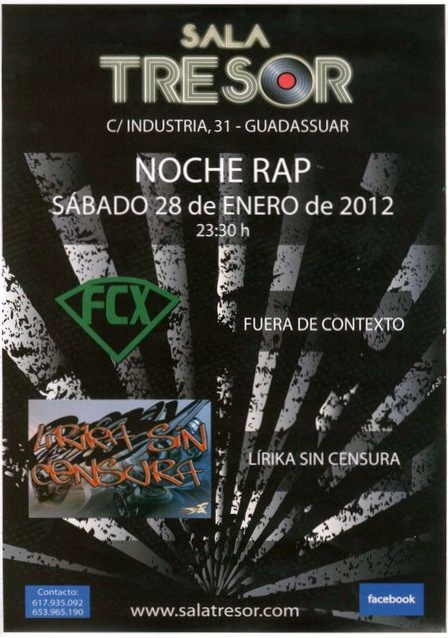 SALA
TRESOR
C/ INDUSTRIA, 31 - GUADASSUAR
NOCHE RAP
SÁBADO 28 de ENERO de 2012
23:30 h
FCX
FUERA DE CONTEXTO
LIRIKA SIN
CENSURA
LÍRIKA SIN CENSURA
Contacto:
617.935.092
653.965.190
www.salatresor.com
facebook